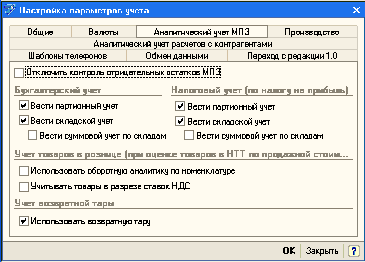 Настройка параметров учета
Общие Валюты Аналитический учет МПЗ Производство
Аналитический учет расчетов с контрагентами
Шаблоны телефонов Обмен данными Переход с редакции 1.0
Отключить контроль отрицательных остатков МПЗ
Бухгалтерский учет Налоговый учет (по налогу на прибыль)
Вести партионный учет Вести партионный учет
Вести складской учет Вести складской учет
Вести суммовой учет по складам Вести суммовой учет по складам
Учет товаров в рознице (при оценке товаров в НТТ по продажной стоим...
Использовать оборотную аналитику по номенклатуре
Учитывать товары в разрезе ставок НДС
Учет возвратной тары
Использовать возвратную тару
ОК Закрыть ?